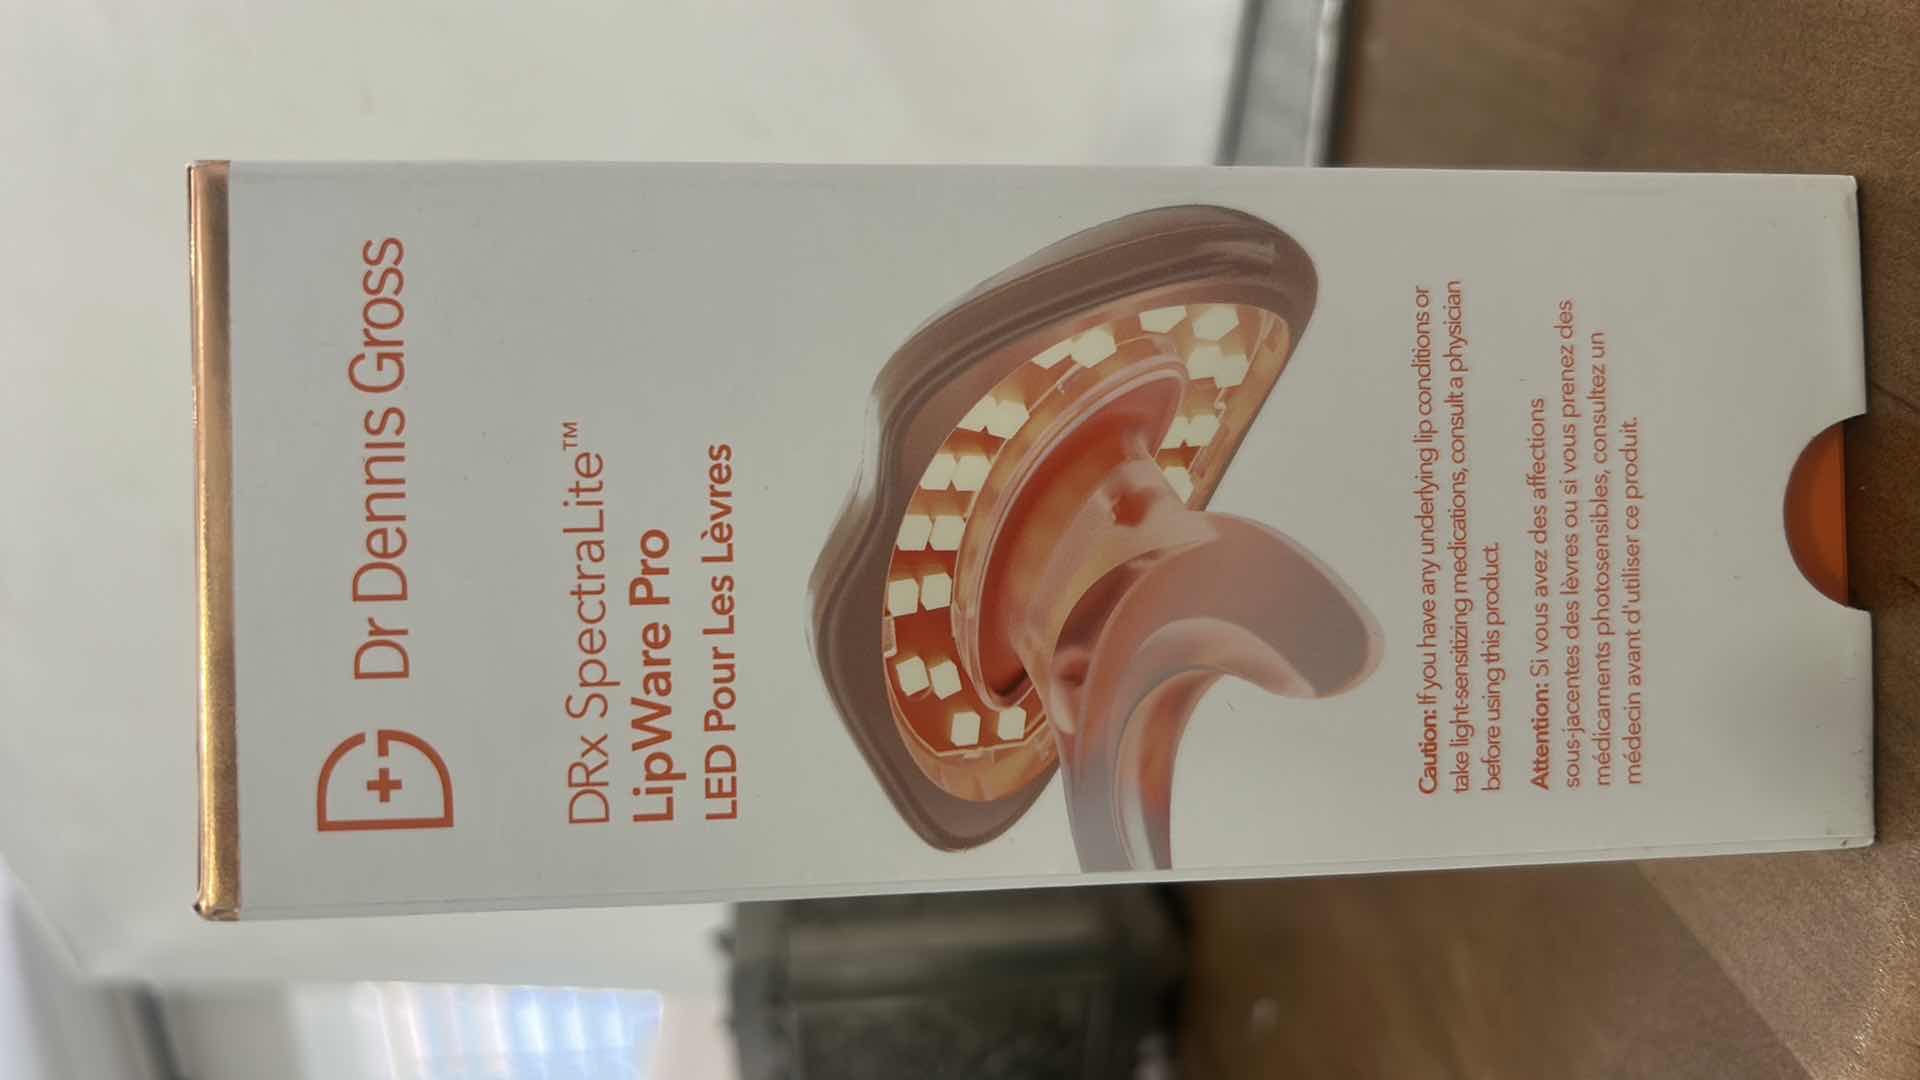 Dr Dennis Gross
DRx SpectraLite™
LipWare Pro
LED Pour Les Lèvres
Caution: If you have any underlying lip conditions or
take light-sensitizing medications, consult a physician
before using this product.
Attention: Si vous avez des affections
sous-jacentes des lèvres ou si vous prenez des
médicaments photosensibles, consultez un
médecin avant d'utiliser ce produit.